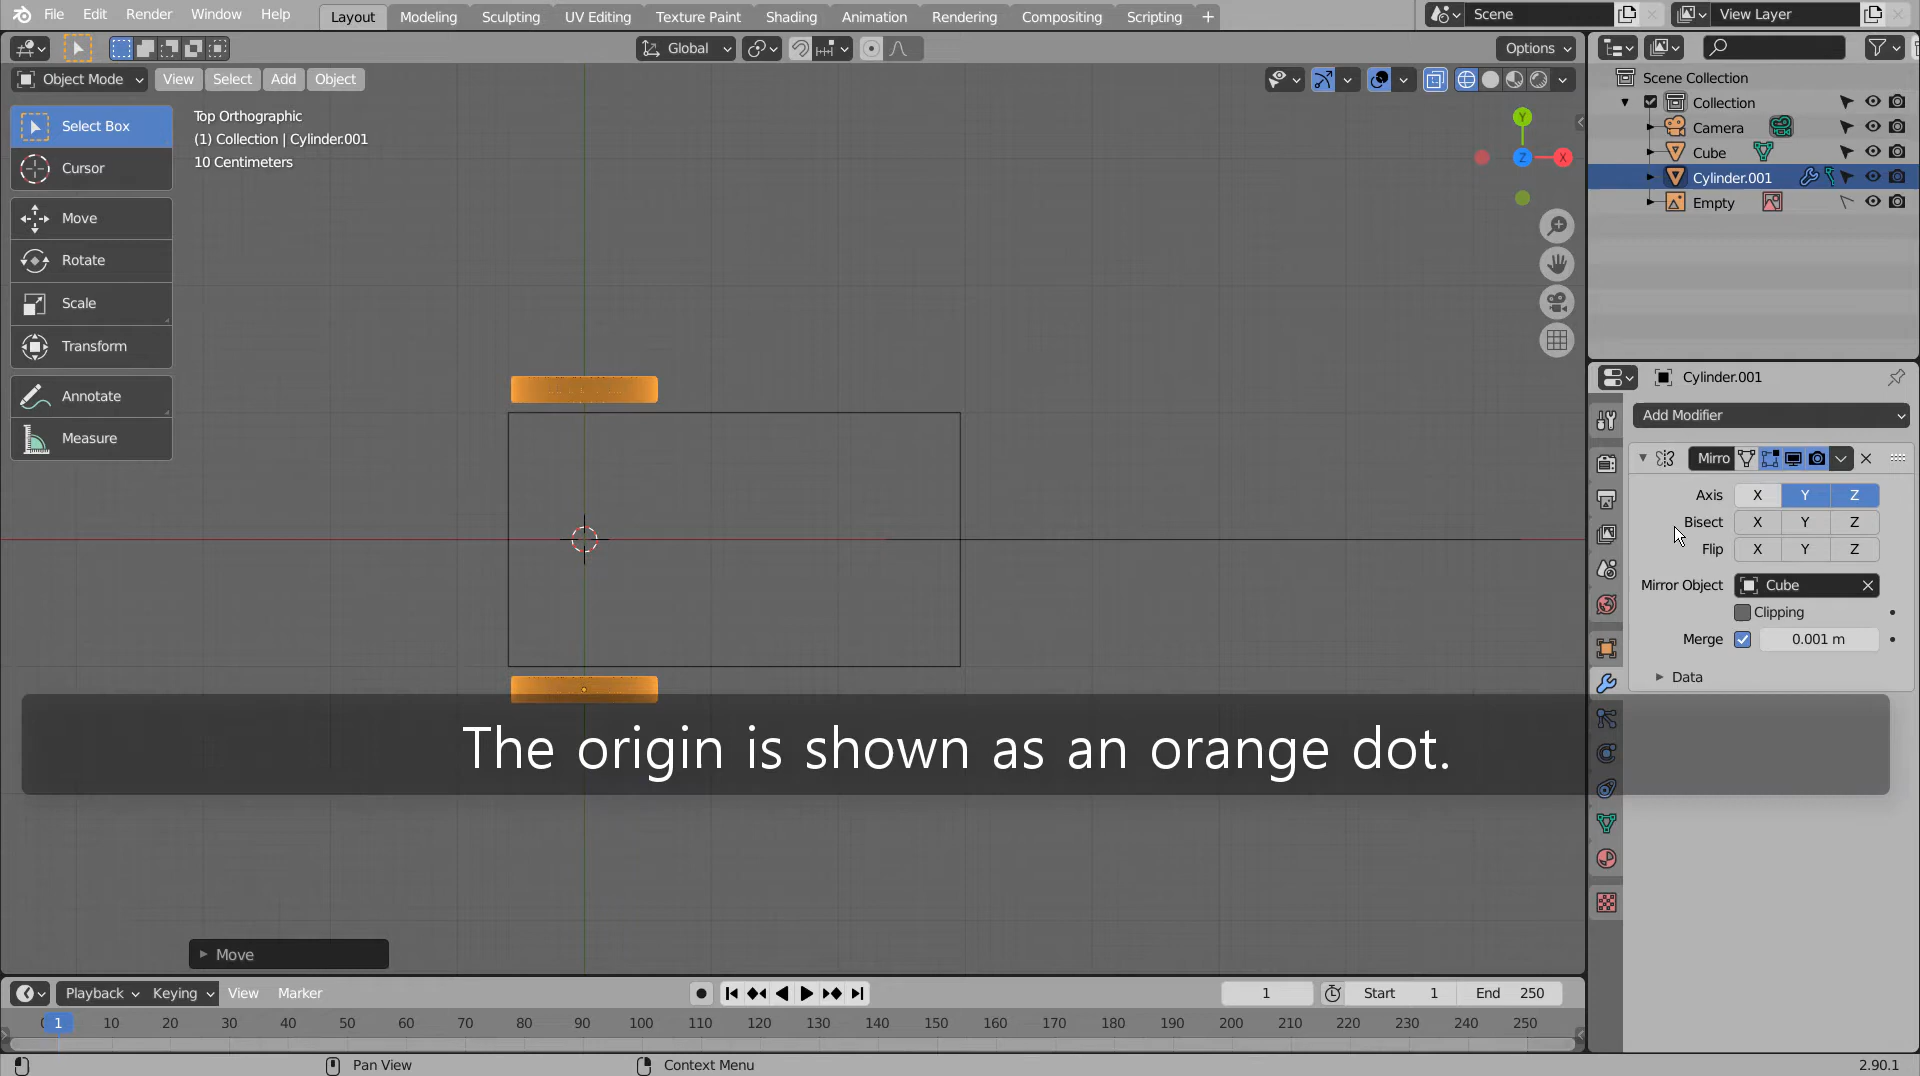 File Edit Render Window Help Layout Modeling Sculpting UV Editing Texture Paint Shading Animation Rendering Compositing Scripting + Scene View Layer
Global Options
Object Mode View Select Add Object
Scene Collection
Collection
Camera
Cube
Cylinder.001
Empty
Select Box
Cursor
Move
Rotate
Scale
Transform
Annotate
Measure
Top Orthographic
(1) Collection | Cylinder.001
10 Centimeters
Y
Z X
Cylinder.001
Add Modifier
Mirro
Axis X Y Z
Bisect X Y Z
Flip X Y Z
Mirror Object Cube
Clipping
Merge 0.001 m
Data
The origin is shown as an orange dot.
Move
Playback Keying View Marker 1 Start 1 End 250
0 1 10 20 30 40 50 60 70 80 90 100 110 120 130 140 150 160 170 180 190 200 210 220 230 240 250
Pan View Context Menu 2.90.1